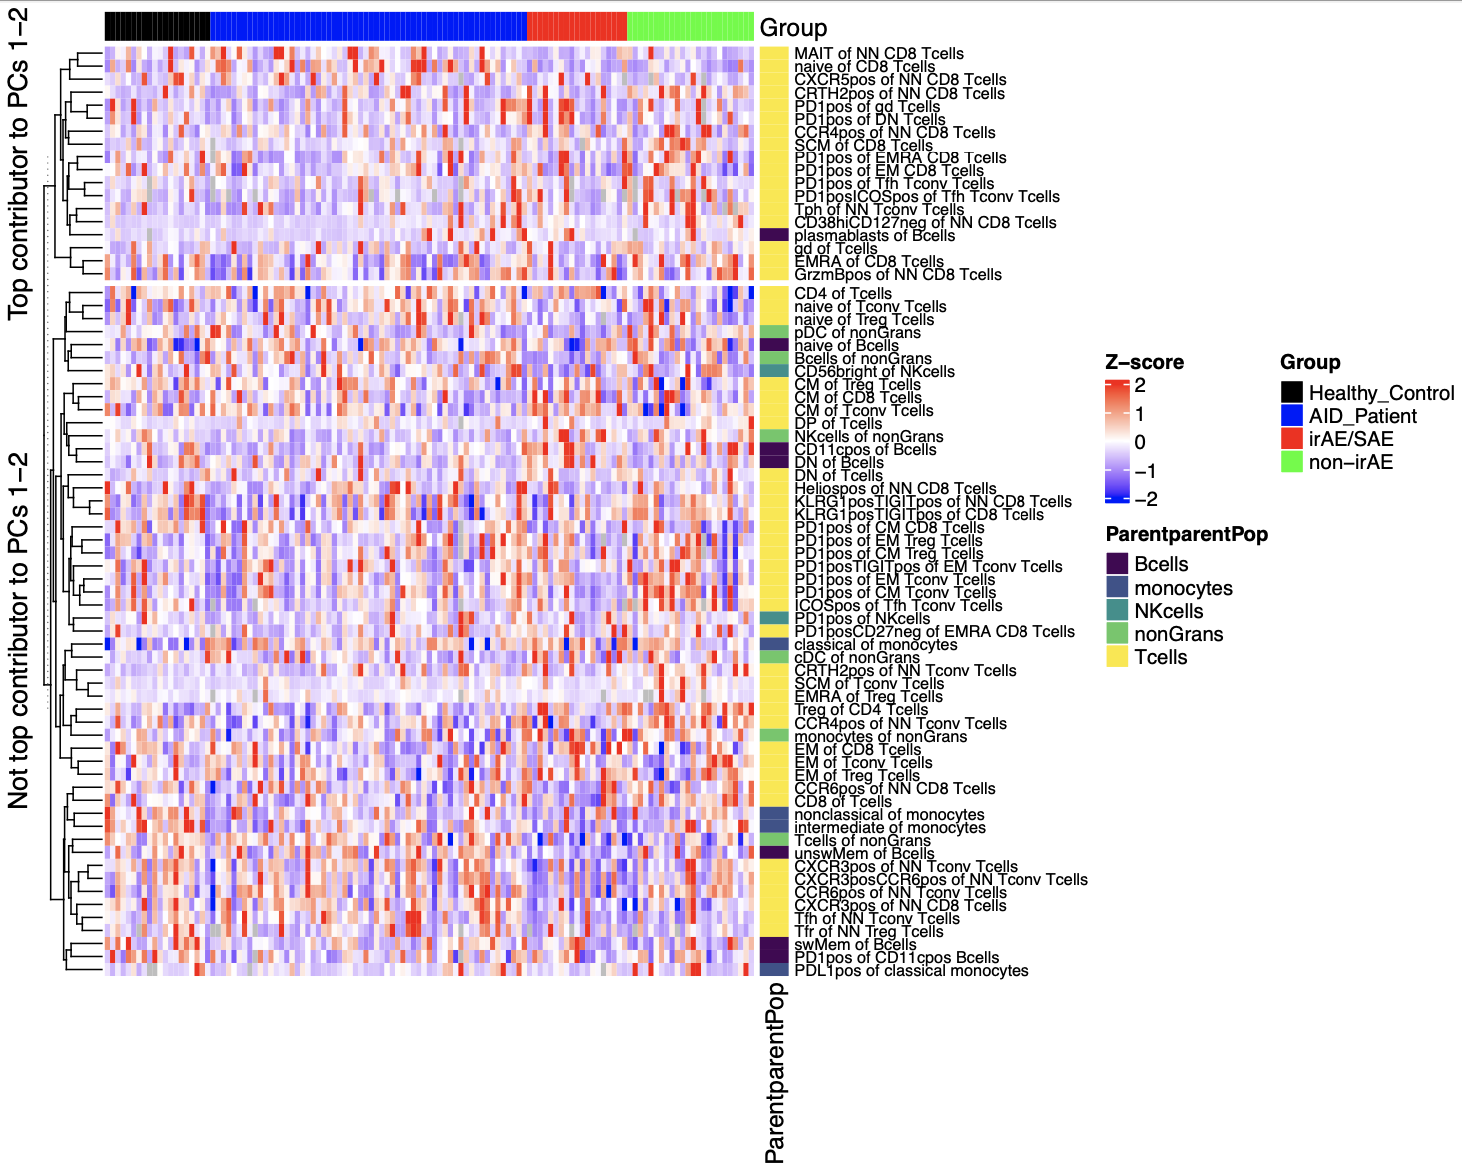 Top contributor to PCs 1−2
Not top contributor to PCs 1−2
Group
MAIT of NN CD8 Tcells
naive of CD8 Tcells
CXCR5pos of NN CD8 Tcells
CRTH2pos of NN CD8 Tcells
PD1pos of gd Tcells
PD1pos of DN Tcells
CCR4pos of NN CD8 Tcells
SCM of CD8 Tcells
PD1pos of EMRA CD8 Tcells
PD1pos of EM CD8 Tcells
PD1pos of Tfh Tconv Tcells
PD1posICOSpos of Tfh Tconv Tcells
Tph of NN Tconv Tcells
CD38hiCD127neg of NN CD8 Tcells
plasmablasts of Bcells
gd of Tcells
EMRA of CD8 Tcells
GrzmBpos of NN CD8 Tcells
CD4 of Tcells
naive of Tconv Tcells
naive of Treg Tcells
pDC of nonGrans
naive of Bcells
Bcells of nonGrans
CD56bright of NKcells
CM of Treg Tcells
CM of CD8 Tcells
CM of Tconv Tcells
DP of Tcells
NKcells of nonGrans
CD11cpos of Bcells
DN of Bcells
DN of Tcells
Heliospos of NN CD8 Tcells
KLRG1posTIGITpos of NN CD8 Tcells
KLRG1posTIGITpos of CD8 Tcells
PD1pos of CM CD8 Tcells
PD1pos of EM Treg Tcells
PD1pos of CM Treg Tcells
PD1posTIGITpos of EM Tconv Tcells
PD1pos of EM Tconv Tcells
PD1pos of CM Tconv Tcells
ICOSpos of Tfh Tconv Tcells
PD1pos of NKcells
PD1posCD27neg of EMRA CD8 Tcells
classical of monocytes
cDC of nonGrans
CRTH2pos of NN Tconv Tcells
SCM of Tconv Tcells
EMRA of Treg Tcells
Treg of CD4 Tcells
CCR4pos of NN Tconv Tcells
monocytes of nonGrans
EM of CD8 Tcells
EM of Tconv Tcells
EM of Treg Tcells
CCR6pos of NN CD8 Tcells
CD8 of Tcells
nonclassical of monocytes
intermediate of monocytes
Tcells of nonGrans
unswMem of Bcells
CXCR3pos of NN Tconv Tcells
CXCR3posCCR6pos of NN Tconv Tcells
CCR6pos of NN Tconv Tcells
CXCR3pos of NN CD8 Tcells
Tfh of NN Tconv Tcells
Tfr of NN Treg Tcells
swMem of Bcells
PD1pos of CD11cpos Bcells
PDL1pos of classical monocytes
ParentparentPop
Z−score
2
1
0
−1
−2
Group
Healthy_Control
AID_Patient
irAE/SAE
non−irAE
ParentparentPop
Bcells
monocytes
NKcells
nonGrans
Tcells